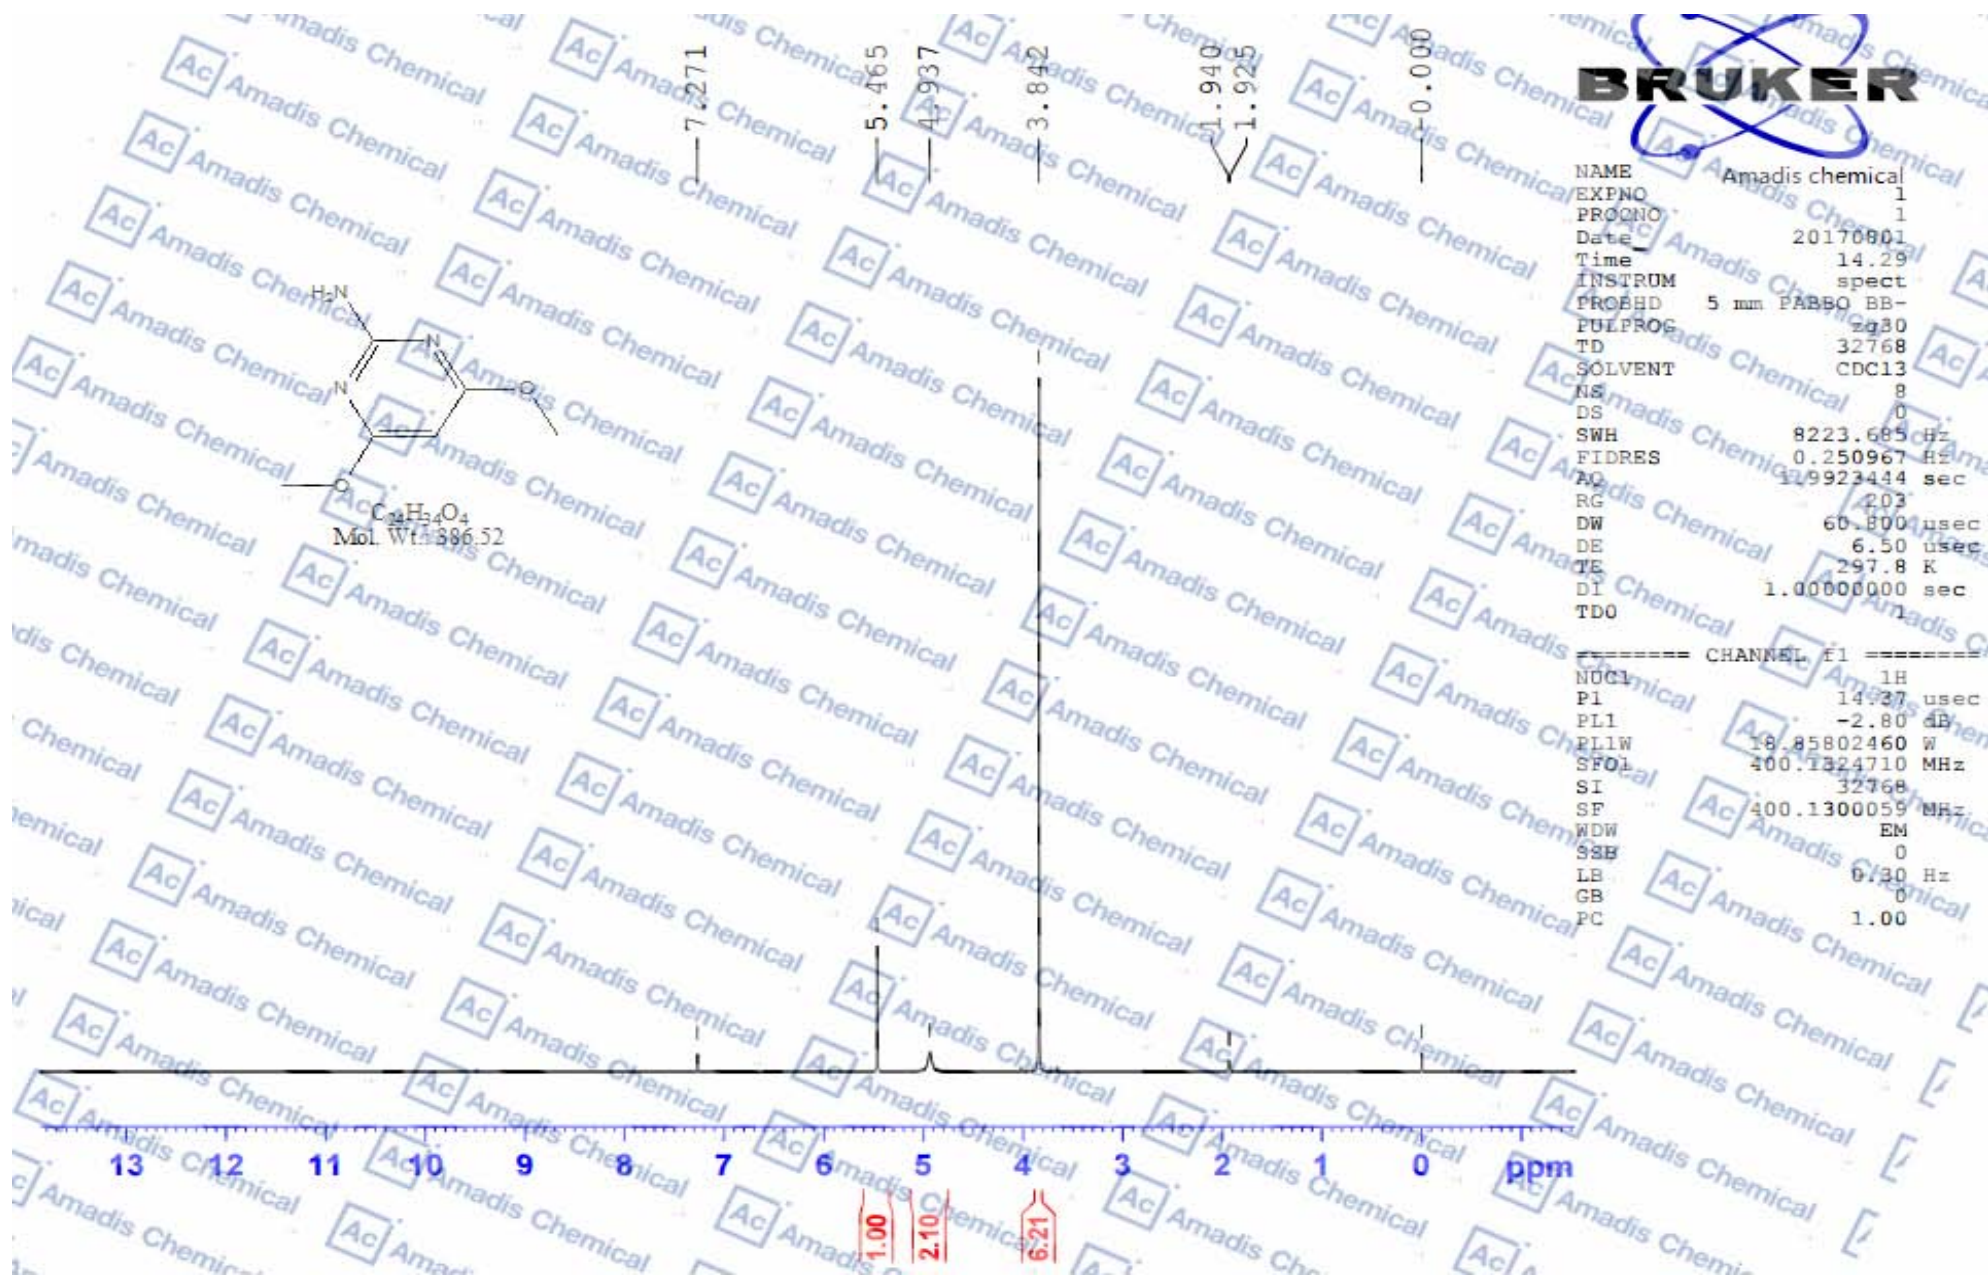 7.271
5.465
4.937
3.842
1.940
1.925
-0.000
BRUKER
NAME Amadis chemical
EXPNO 1
PROCNO 1
Date_ 20170801
Time 14.29
INSTRUM spect
PROBHD 5 mm PABBO BB-
PULPROG zg30
TD 32768
SOLVENT CDCl3
NS 8
DS 0
SWH 8223.685 Hz
FIDRES 0.250967 Hz
AQ 1.9923444 sec
RG 203
DW 60.800 usec
DE 6.50 usec
TE 297.8 K
D1 1.00000000 sec
TD0 1
======== CHANNEL f1 ========
NUC1 1H
P1 14.37 usec
PL1 -2.80 dB
PL1W 18.85802460 W
SFO1 400.1324710 MHz
SI 32768
SF 400.1300059 MHz
WDW EM
SSB 0
LB 0.30 Hz
GB 0
PC 1.00
H2N
N
N
O
O
C24H34O4
Mol. Wt.: 386.52
13 12 11 10 9 8 7 6 5 4 3 2 1 0 ppm
1.00 2.10 6.21
Ac Amadis Chemical